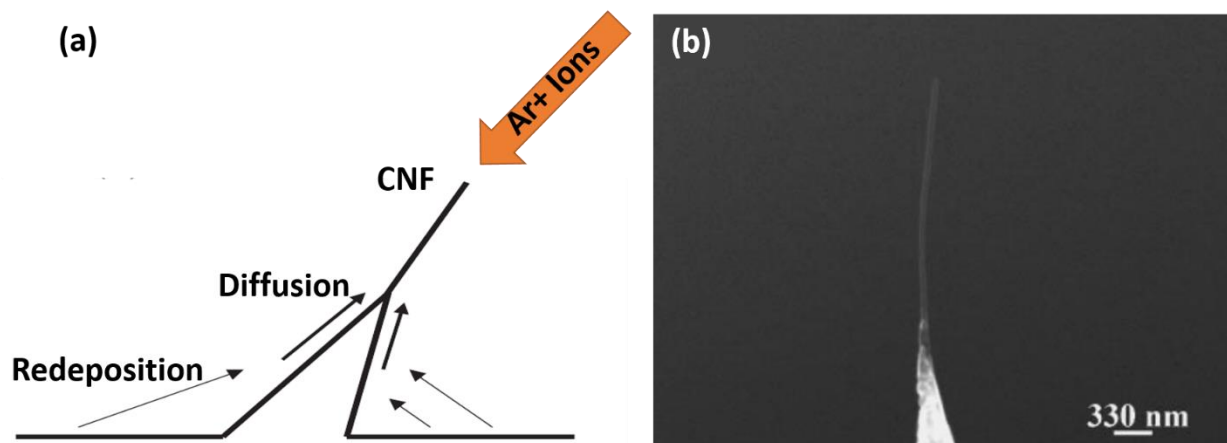 (a)
Ar+ Ions
CNF
Diffusion
Redeposition
(b)
330 nm